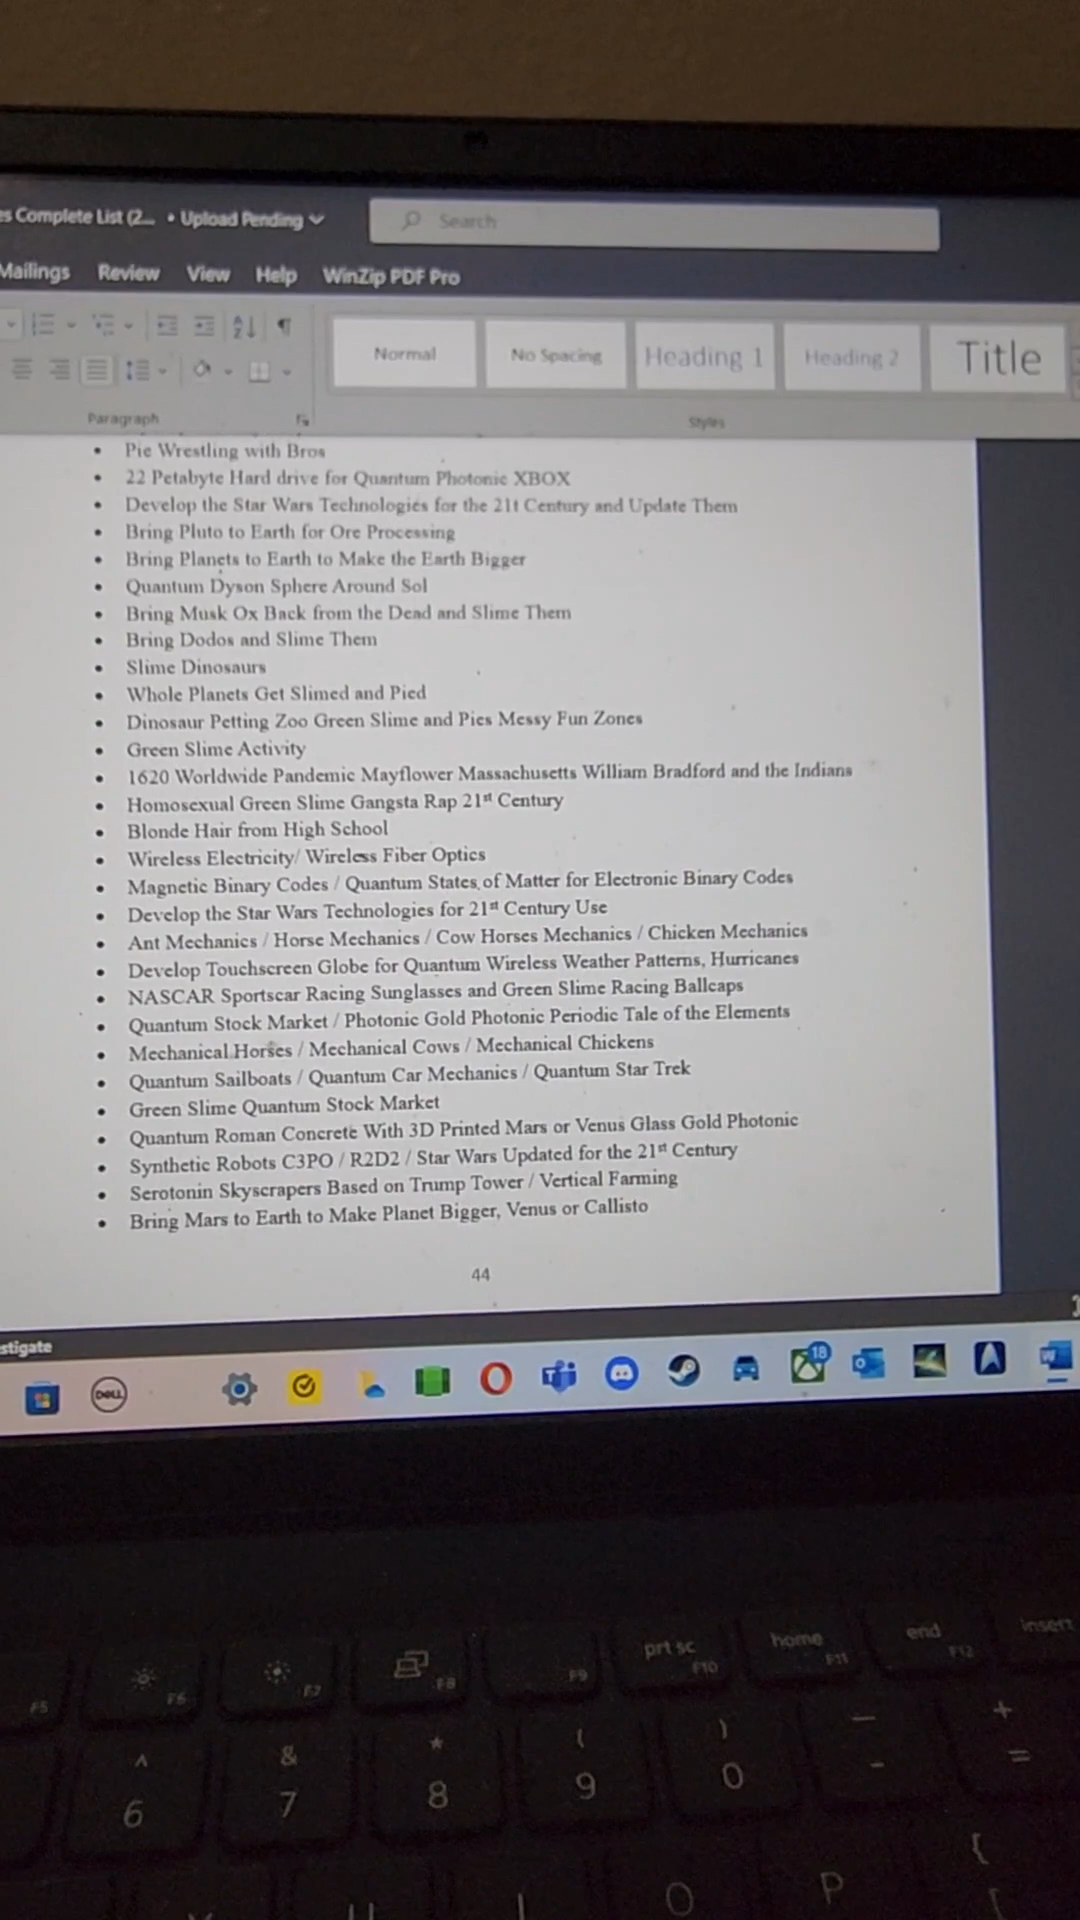 es Complete List (2... • Upload Pending
Search
Mailings Review View Help WinZip PDF Pro
Normal No Spacing Heading 1 Heading 2 Title
Paragraph Styles
• Pie Wrestling with Bros
• 22 Petabyte Hard drive for Quantum Photonic XBOX
• Develop the Star Wars Technologies for the 21t Century and Update Them
• Bring Pluto to Earth for Ore Processing
• Bring Planets to Earth to Make the Earth Bigger
• Quantum Dyson Sphere Around Sol
• Bring Musk Ox Back from the Dead and Slime Them
• Bring Dodos and Slime Them
• Slime Dinosaurs
• Whole Planets Get Slimed and Pied
• Dinosaur Petting Zoo Green Slime and Pies Messy Fun Zones
• Green Slime Activity
• 1620 Worldwide Pandemic Mayflower Massachusetts William Bradford and the Indians
• Homosexual Green Slime Gangsta Rap 21st Century
• Blonde Hair from High School
• Wireless Electricity/ Wireless Fiber Optics
• Magnetic Binary Codes / Quantum States of Matter for Electronic Binary Codes
• Develop the Star Wars Technologies for 21st Century Use
• Ant Mechanics / Horse Mechanics / Cow Horses Mechanics / Chicken Mechanics
• Develop Touchscreen Globe for Quantum Wireless Weather Patterns, Hurricanes
• NASCAR Sportscar Racing Sunglasses and Green Slime Racing Ballcaps
• Quantum Stock Market / Photonic Gold Photonic Periodic Tale of the Elements
• Mechanical Horses / Mechanical Cows / Mechanical Chickens
• Quantum Sailboats / Quantum Car Mechanics / Quantum Star Trek
• Green Slime Quantum Stock Market
• Quantum Roman Concrete With 3D Printed Mars or Venus Glass Gold Photonic
• Synthetic Robots C3PO / R2D2 / Star Wars Updated for the 21st Century
• Serotonin Skyscrapers Based on Trump Tower / Vertical Farming
• Bring Mars to Earth to Make Planet Bigger, Venus or Callisto
44
stigate
DELL 18
prt sc home end insert
F5 F6 F7 F8 F9 F10 F11 F12
^ & * ( ) — +
6 7 8 9 0 - =
O P { [